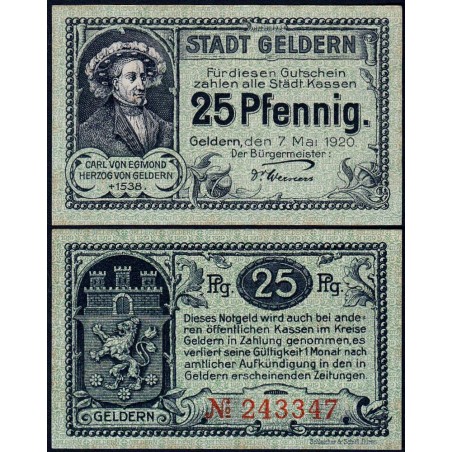 STADT GELDERN
Für diesen Gutschein
zahlen alle Städt. Kassen
25 Pfennig.
Geldern, den 7. Mai 1920.
Der Bürgermeister:
CARL VON EGMOND
HERZOG VON GELDERN
+1538.
Pfg. 25 Pfg.
Dieses Notgeld wird auch bei ande-
ren öffentlichen Kassen im Kreise
Geldern in Zahlung genommen, es
verliert seine Gültigkeit 1 Monat nach
amtlicher Aufkündigung in den in
Geldern erscheinenden Zeitungen.
GELDERN
No 243347